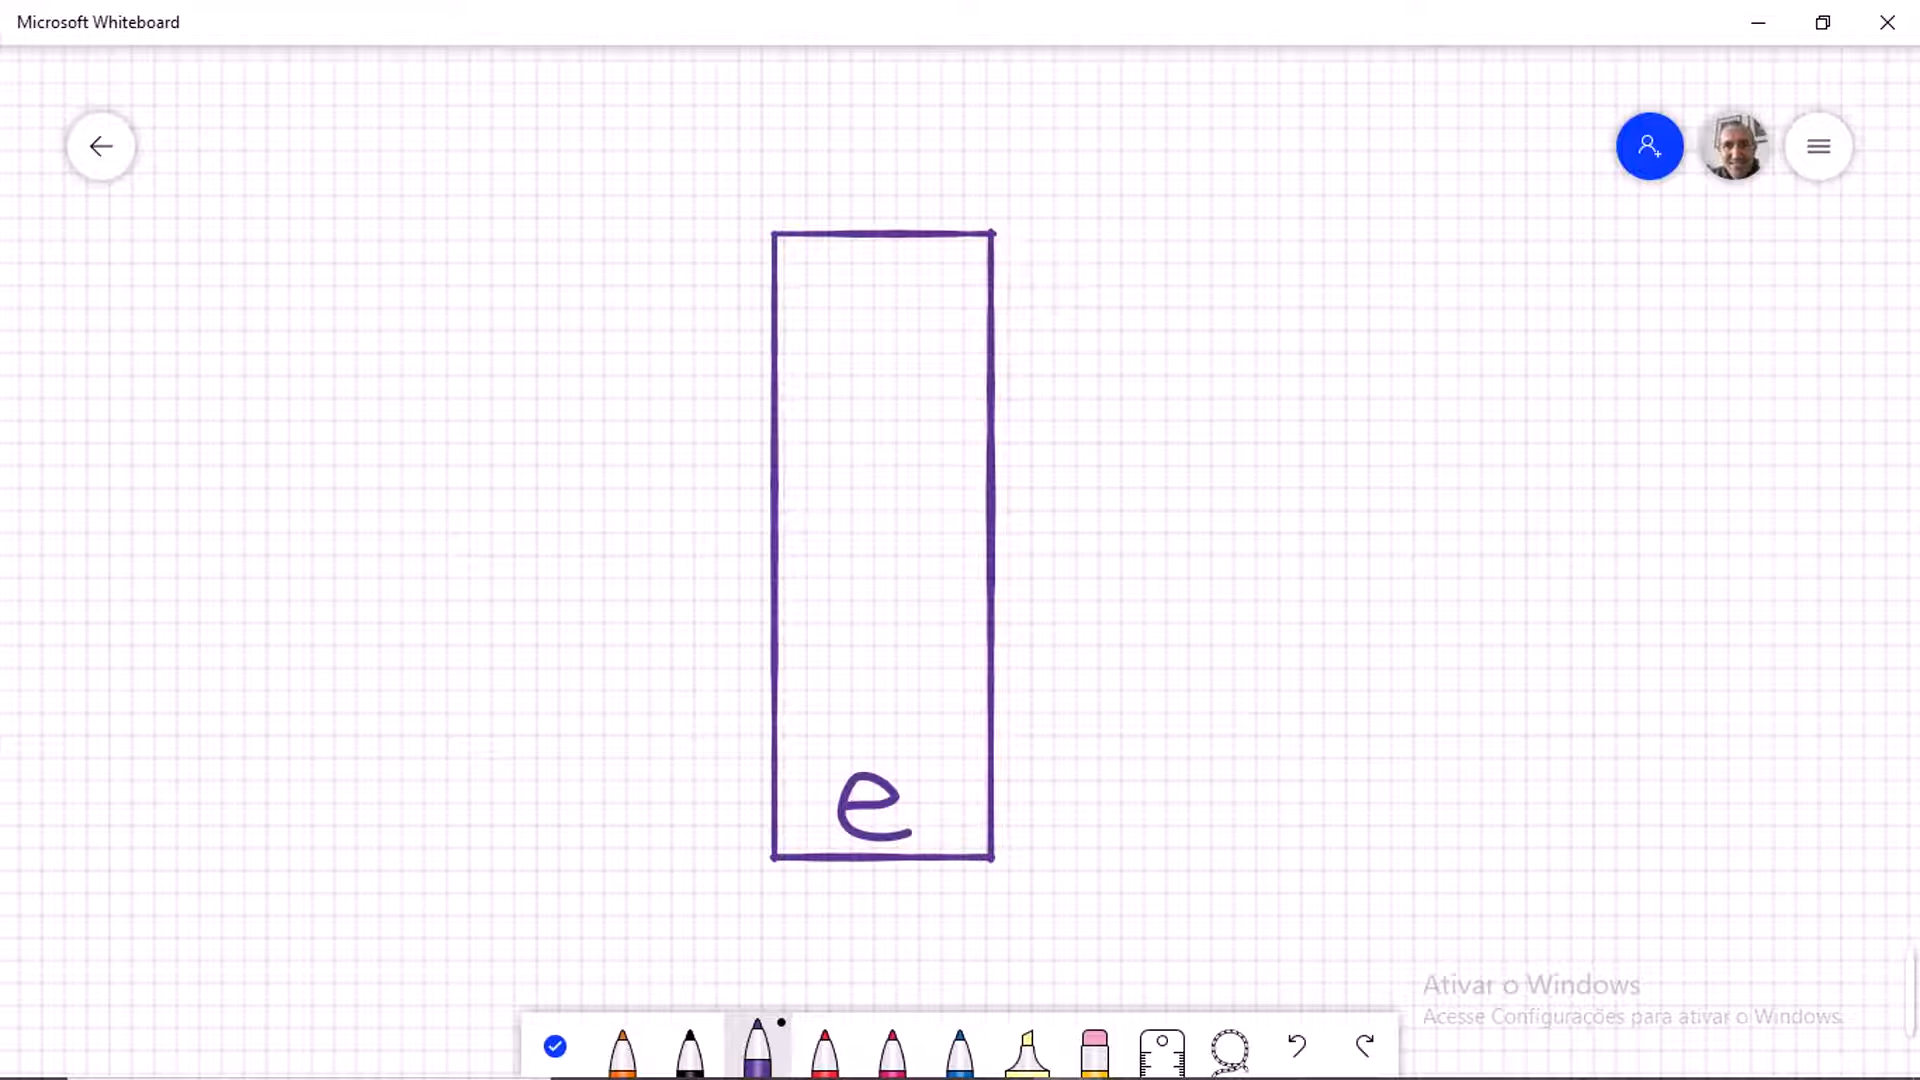 Microsoft Whiteboard
e
Ativar o Windows
Acesse Configurações para ativar o Windows.